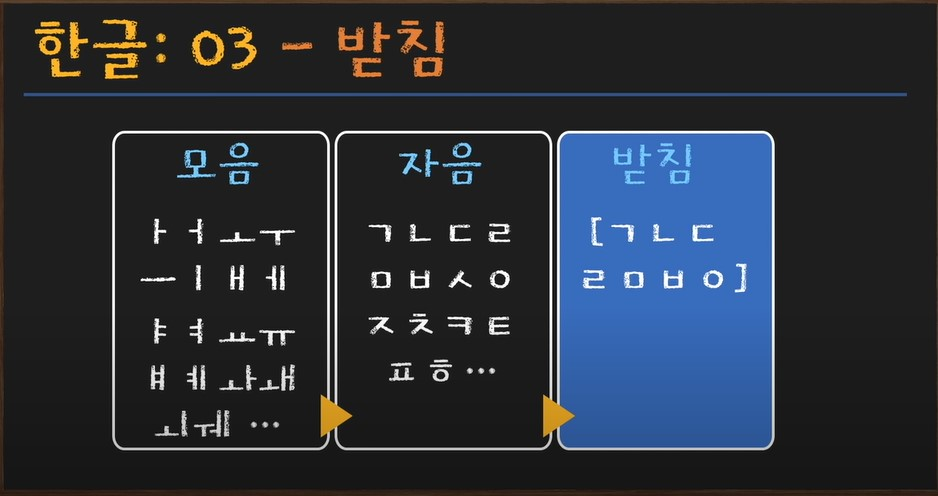 한글: 03 - 받침
모음
ㅏ ㅓ ㅗ ㅜ
ㅡ ㅣ ㅐ ㅔ
ㅑ ㅕ ㅛ ㅠ
ㅒ ㅖ ㅘ ㅙ
ㅚ ㅞ …
자음
ㄱ ㄴ ㄷ ㄹ
ㅁ ㅂ ㅅ ㅇ
ㅈ ㅊ ㅋ ㅌ
ㅍ ㅎ …
받침
[ㄱ ㄴ ㄷ
ㄹ ㅁ ㅂ ㅇ]